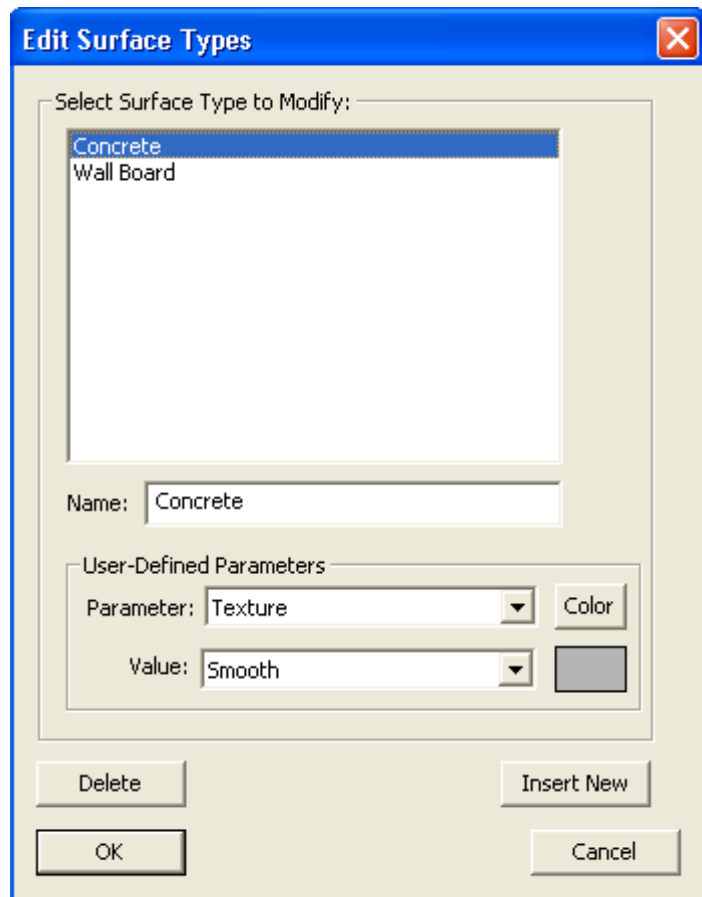 Edit Surface Types
Select Surface Type to Modify:
Concrete
Wall Board
Name: Concrete
User-Defined Parameters
Parameter: Texture Color
Value: Smooth
Delete Insert New
OK Cancel